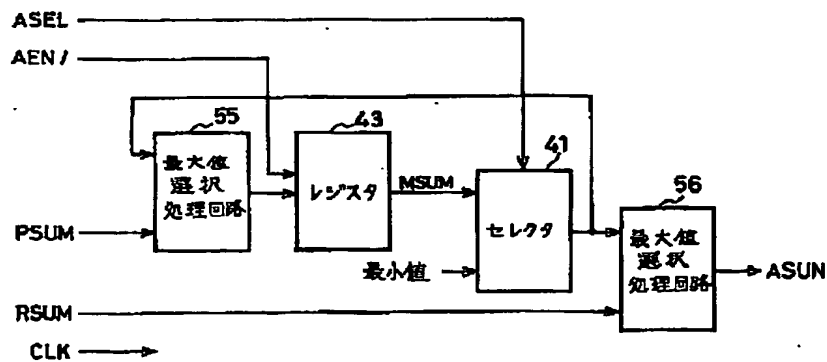 ASEL
AEN/
55
最大値
選択
処理回路
43
レジスタ
MSUM
41
セレクタ
56
最大値
選択
処理回路
PSUM
最小値
ASUN
RSUM
CLK